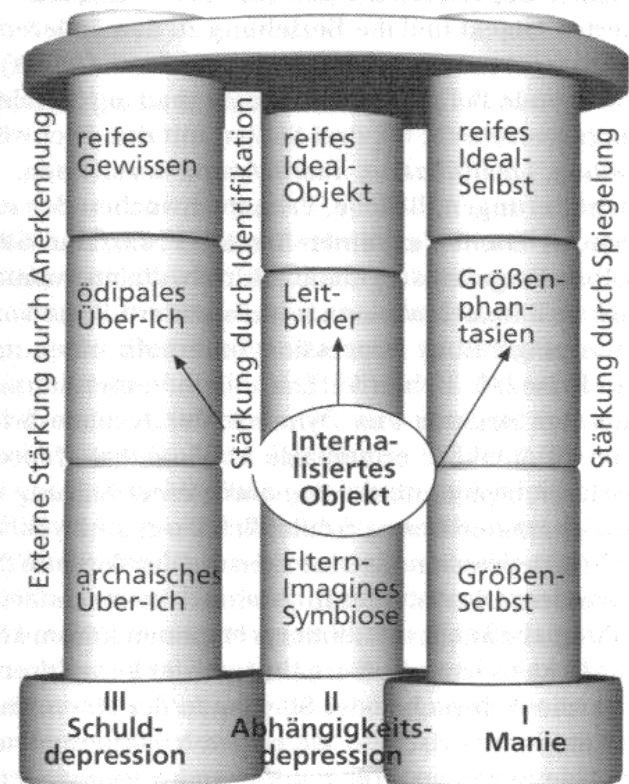 Externe Stärkung durch Anerkennung
reifes
Gewissen
ödipales
Über-Ich
archaisches
Über-Ich
III
Schuld-
depression
Stärkung durch Identifikation
reifes
Ideal-
Objekt
Leit-
bilder
Interna-
lisiertes
Objekt
Eltern-
Imagines
Symbiose
II
Abhängigkeits-
depression
reifes
Ideal-
Selbst
Größen-
phan-
tasien
Größen-
Selbst
I
Manie
Stärkung durch Spiegelung